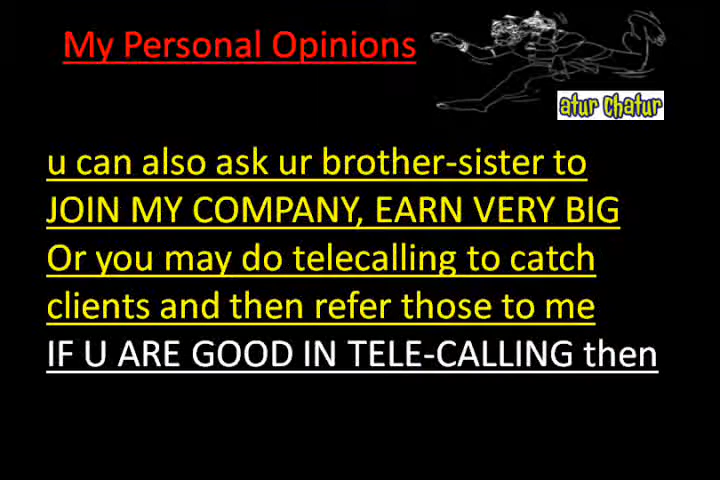 My Personal Opinions
atur chatur
u can also ask ur brother-sister to
JOIN MY COMPANY, EARN VERY BIG
Or you may do telecalling to catch
clients and then refer those to me
IF U ARE GOOD IN TELE-CALLING then